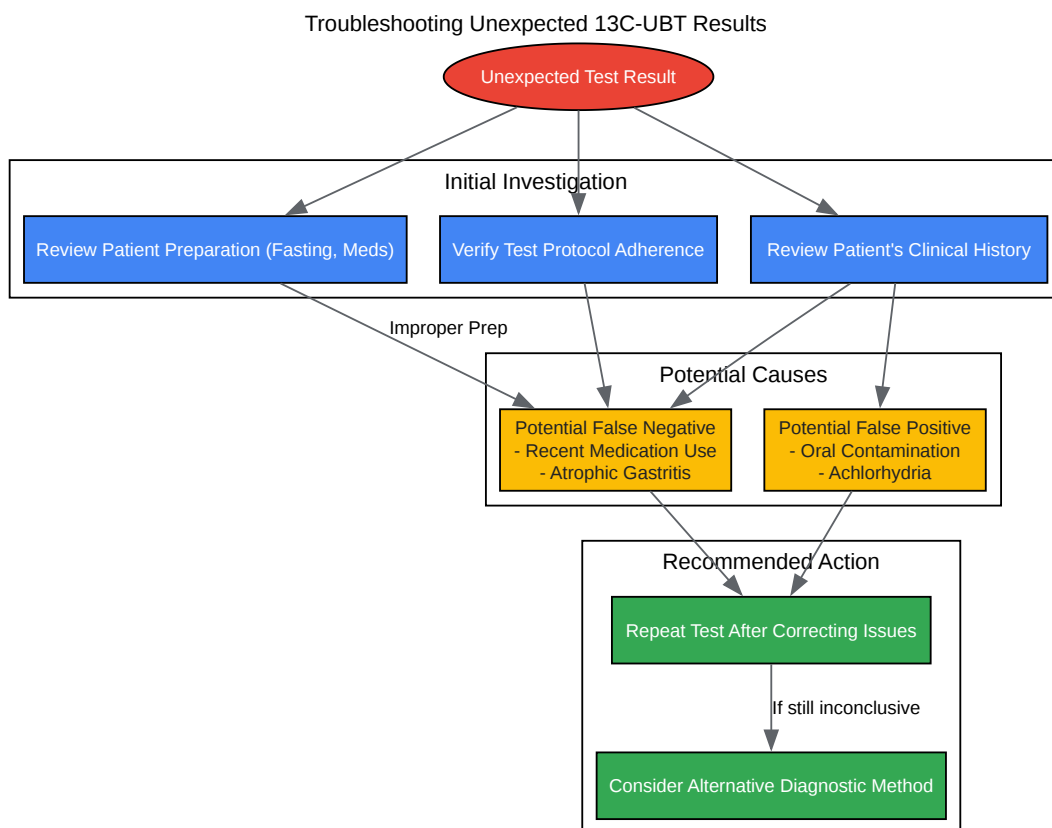 Troubleshooting Unexpected 13C-UBT Results
Unexpected Test Result
Initial Investigation
Review Patient Preparation (Fasting, Meds)
Verify Test Protocol Adherence
Review Patient's Clinical History
Improper Prep
Potential Causes
Potential False Negative
- Recent Medication Use
- Atrophic Gastritis
Potential False Positive
- Oral Contamination
- Achlorhydria
Recommended Action
Repeat Test After Correcting Issues
If still inconclusive
Consider Alternative Diagnostic Method